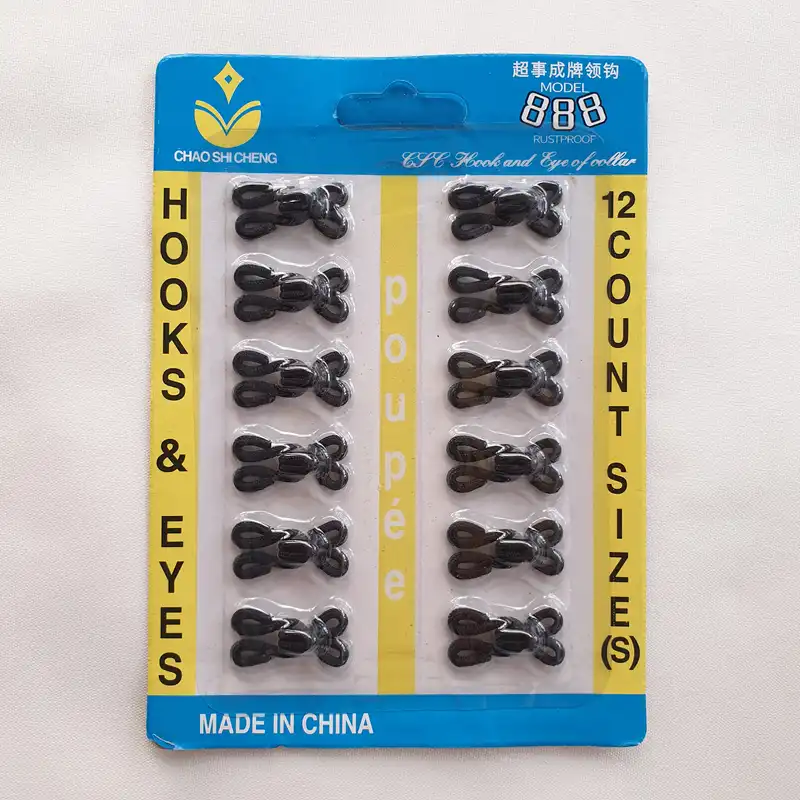 CHAO SHI CHENG
超事成牌领钩
MODEL
888
RUSTPROOF
CSC Hook and Eye of collar
HOOKS & EYES
poupée
12 COUNT SIZE(S)
MADE IN CHINA